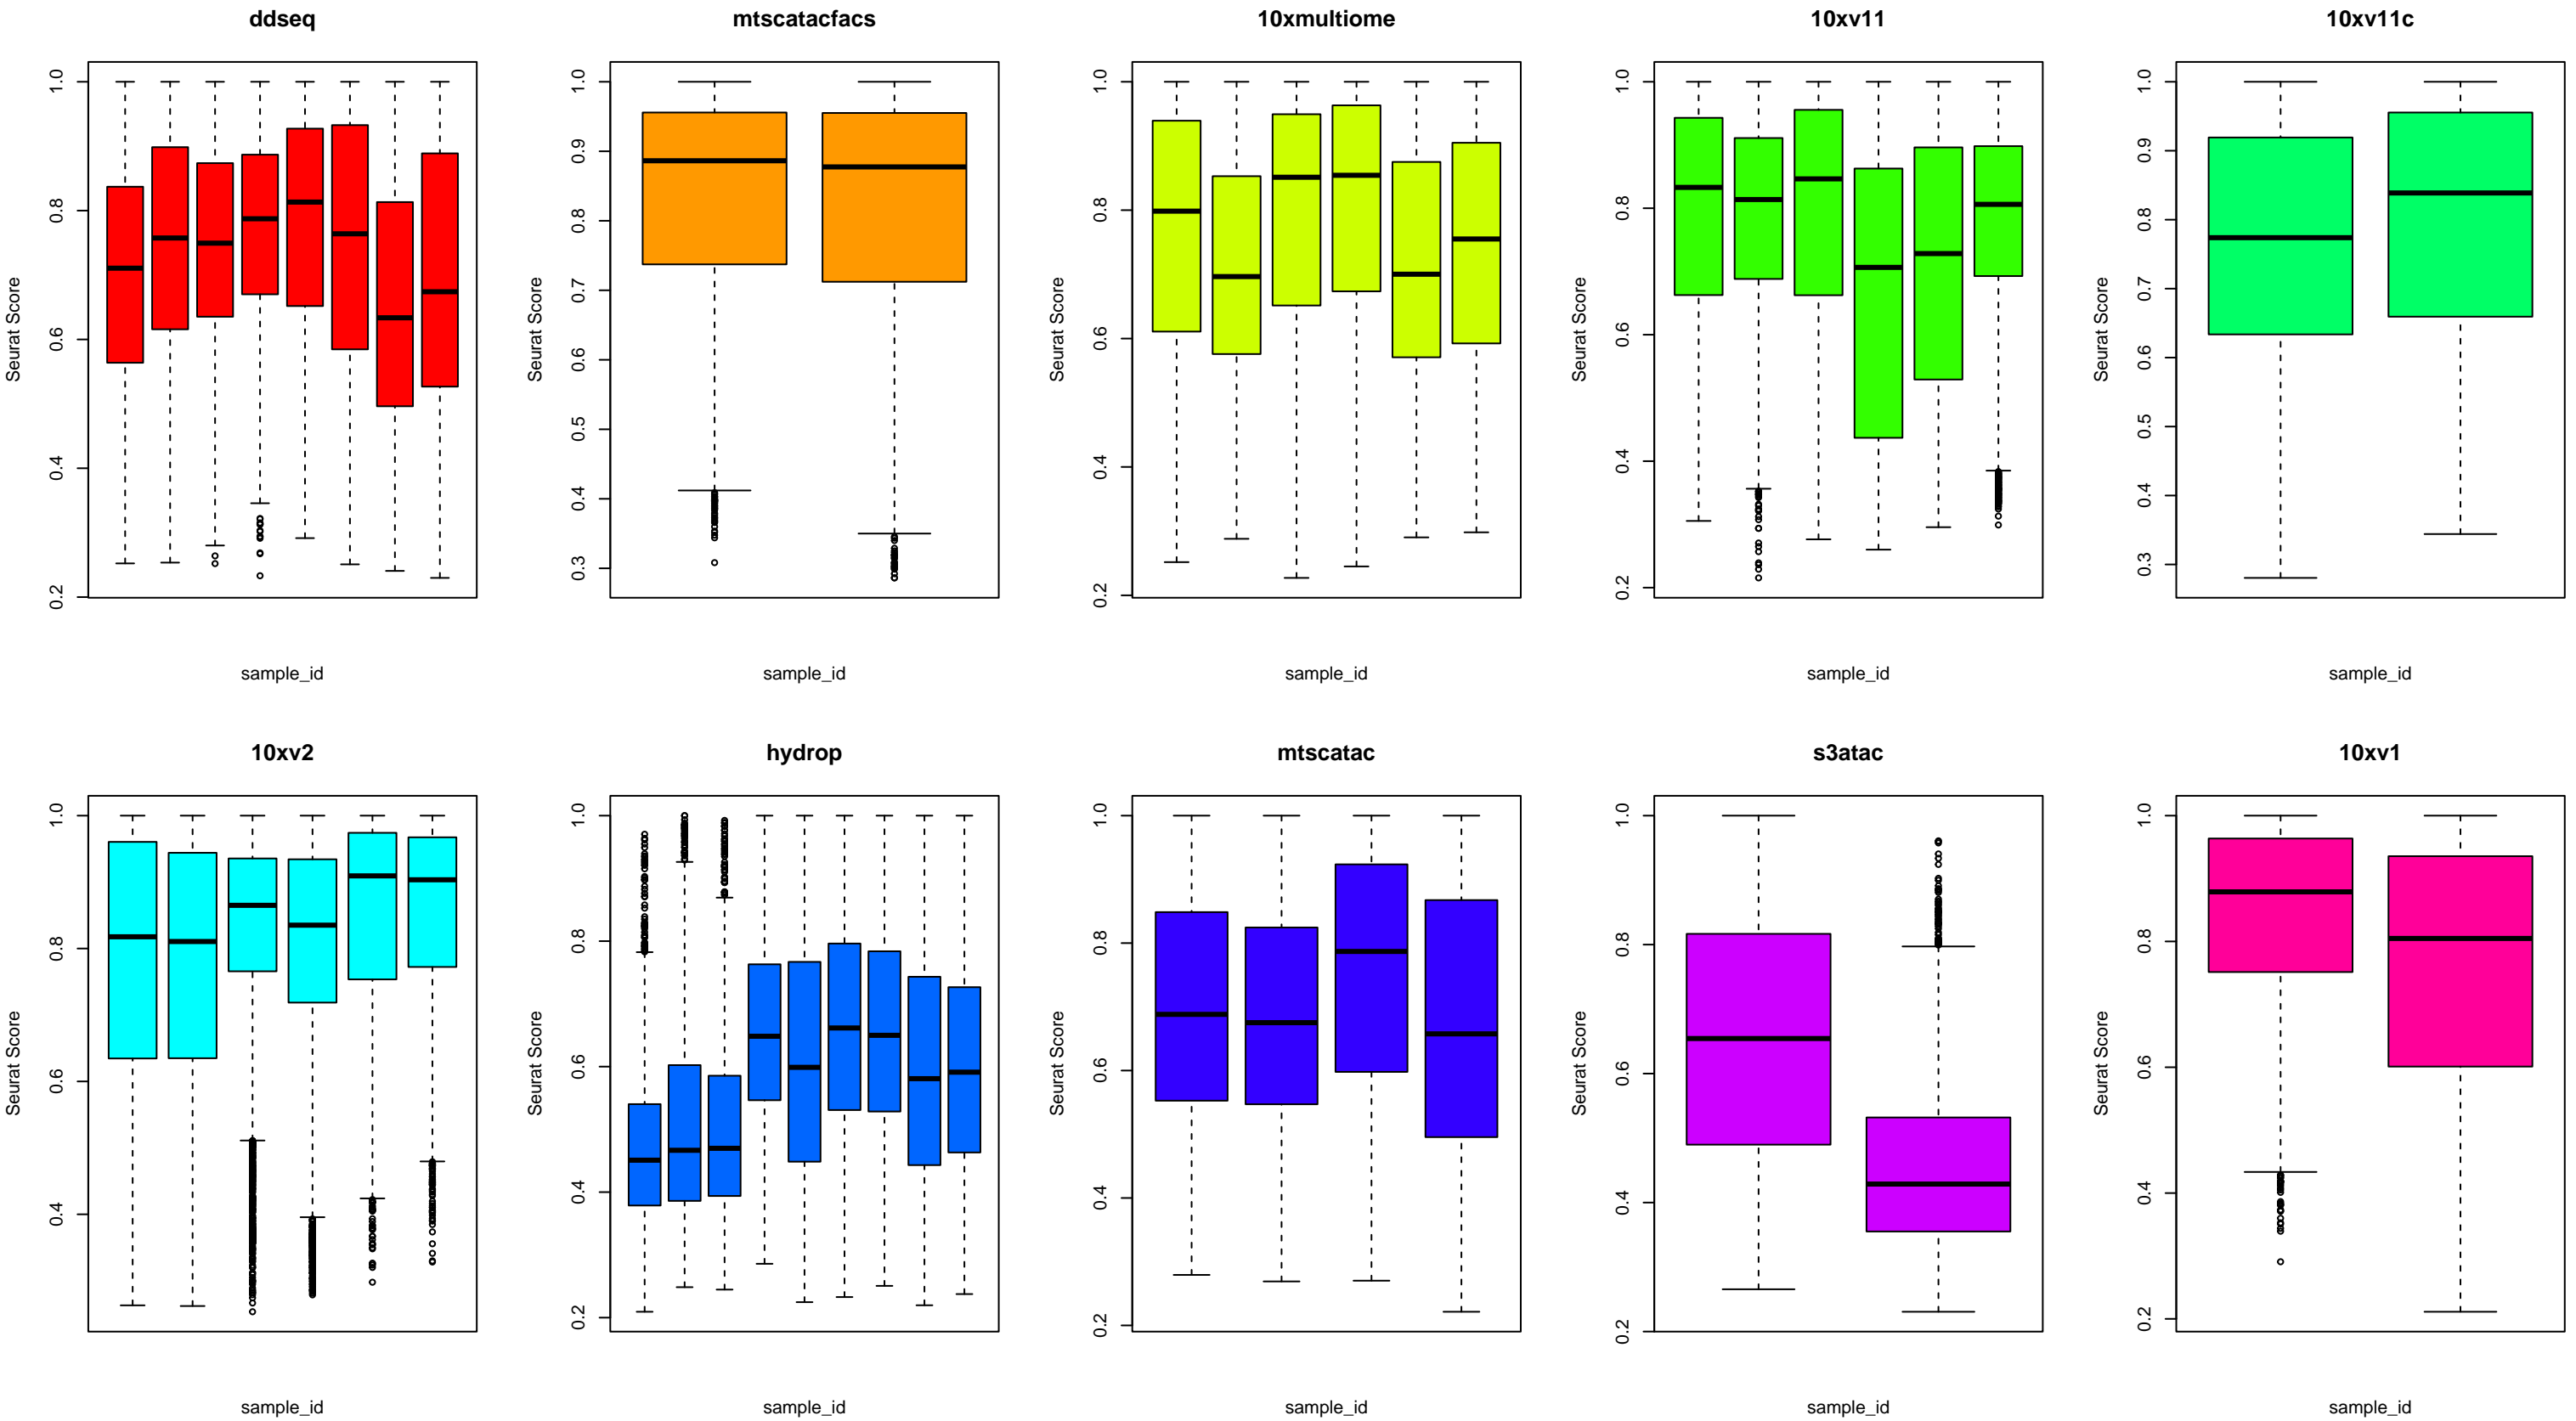 ddseq
mtscatacfacs
10xmultiome
10xv11
10xv11c
Seurat Score
0.2 0.4 0.6 0.8 1.0
sample_id
Seurat Score
0.3 0.4 0.5 0.6 0.7 0.8 0.9 1.0
sample_id
Seurat Score
0.2 0.4 0.6 0.8 1.0
sample_id
Seurat Score
0.2 0.4 0.6 0.8 1.0
sample_id
Seurat Score
0.3 0.4 0.5 0.6 0.7 0.8 0.9 1.0
sample_id
10xv2
hydrop
mtscatac
s3atac
10xv1
Seurat Score
0.4 0.6 0.8 1.0
sample_id
Seurat Score
0.2 0.4 0.6 0.8 1.0
sample_id
Seurat Score
0.2 0.4 0.6 0.8 1.0
sample_id
Seurat Score
0.2 0.4 0.6 0.8 1.0
sample_id
Seurat Score
0.2 0.4 0.6 0.8 1.0
sample_id